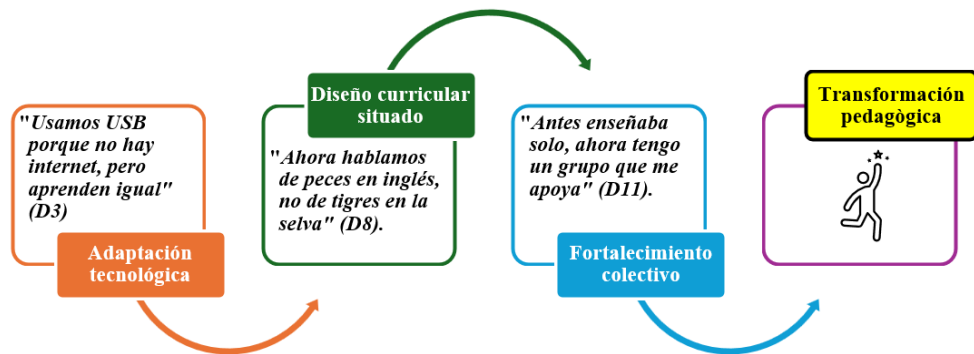 "Usamos USB
porque no hay
internet, pero
aprenden igual"
(D3)
Adaptación
tecnológica
Diseño curricular
situado
"Ahora hablamos
de peces en inglés,
no de tigres en la
selva" (D8).
"Antes enseñaba
solo, ahora tengo
un grupo que me
apoya" (D11).
Fortalecimiento
colectivo
Transformación
pedagògica